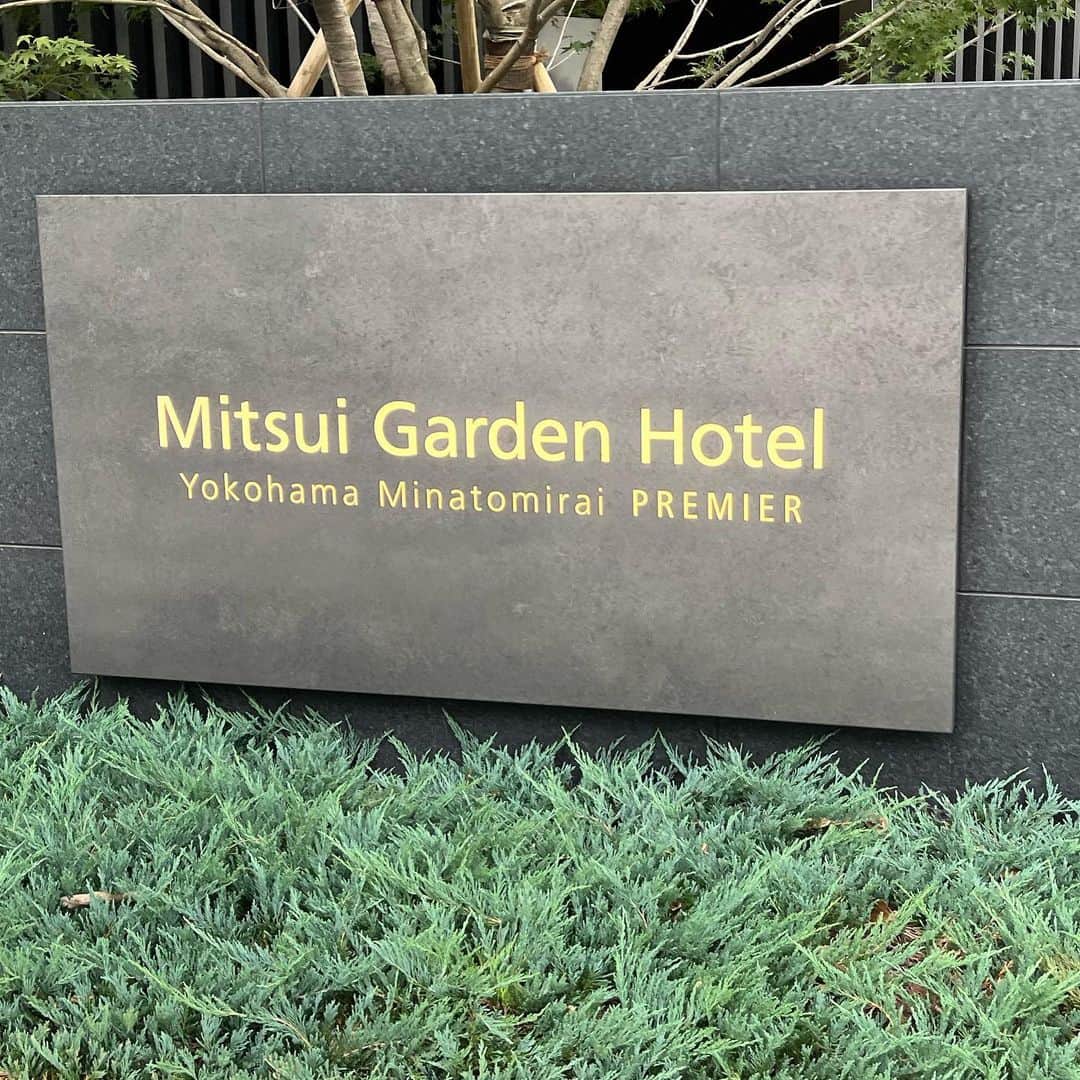 Mitsui Garden Hotel
Yokohama Minatomirai PREMIER